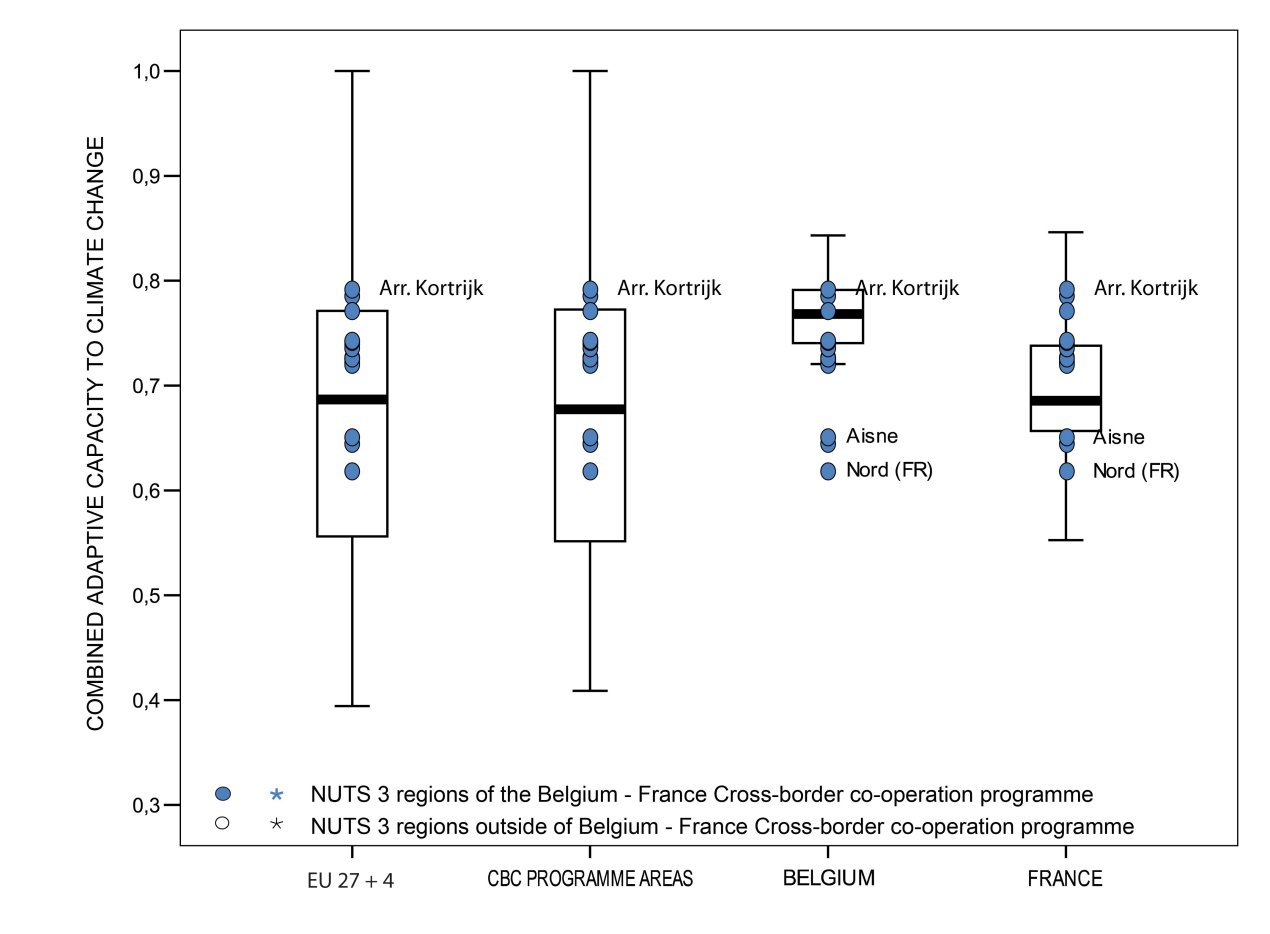 COMBINED ADAPTIVE CAPACITY TO CLIMATE CHANGE
1,0
0,9
0,8
0,7
0,6
0,5
0,4
0,3
Arr. Kortrijk
Arr. Kortrijk
Arr. Kortrijk
Arr. Kortrijk
Aisne
Aisne
Nord (FR)
Nord (FR)
* NUTS 3 regions of the Belgium - France Cross-border co-operation programme
* NUTS 3 regions outside of Belgium - France Cross-border co-operation programme
EU 27 + 4
CBC PROGRAMME AREAS
BELGIUM
FRANCE